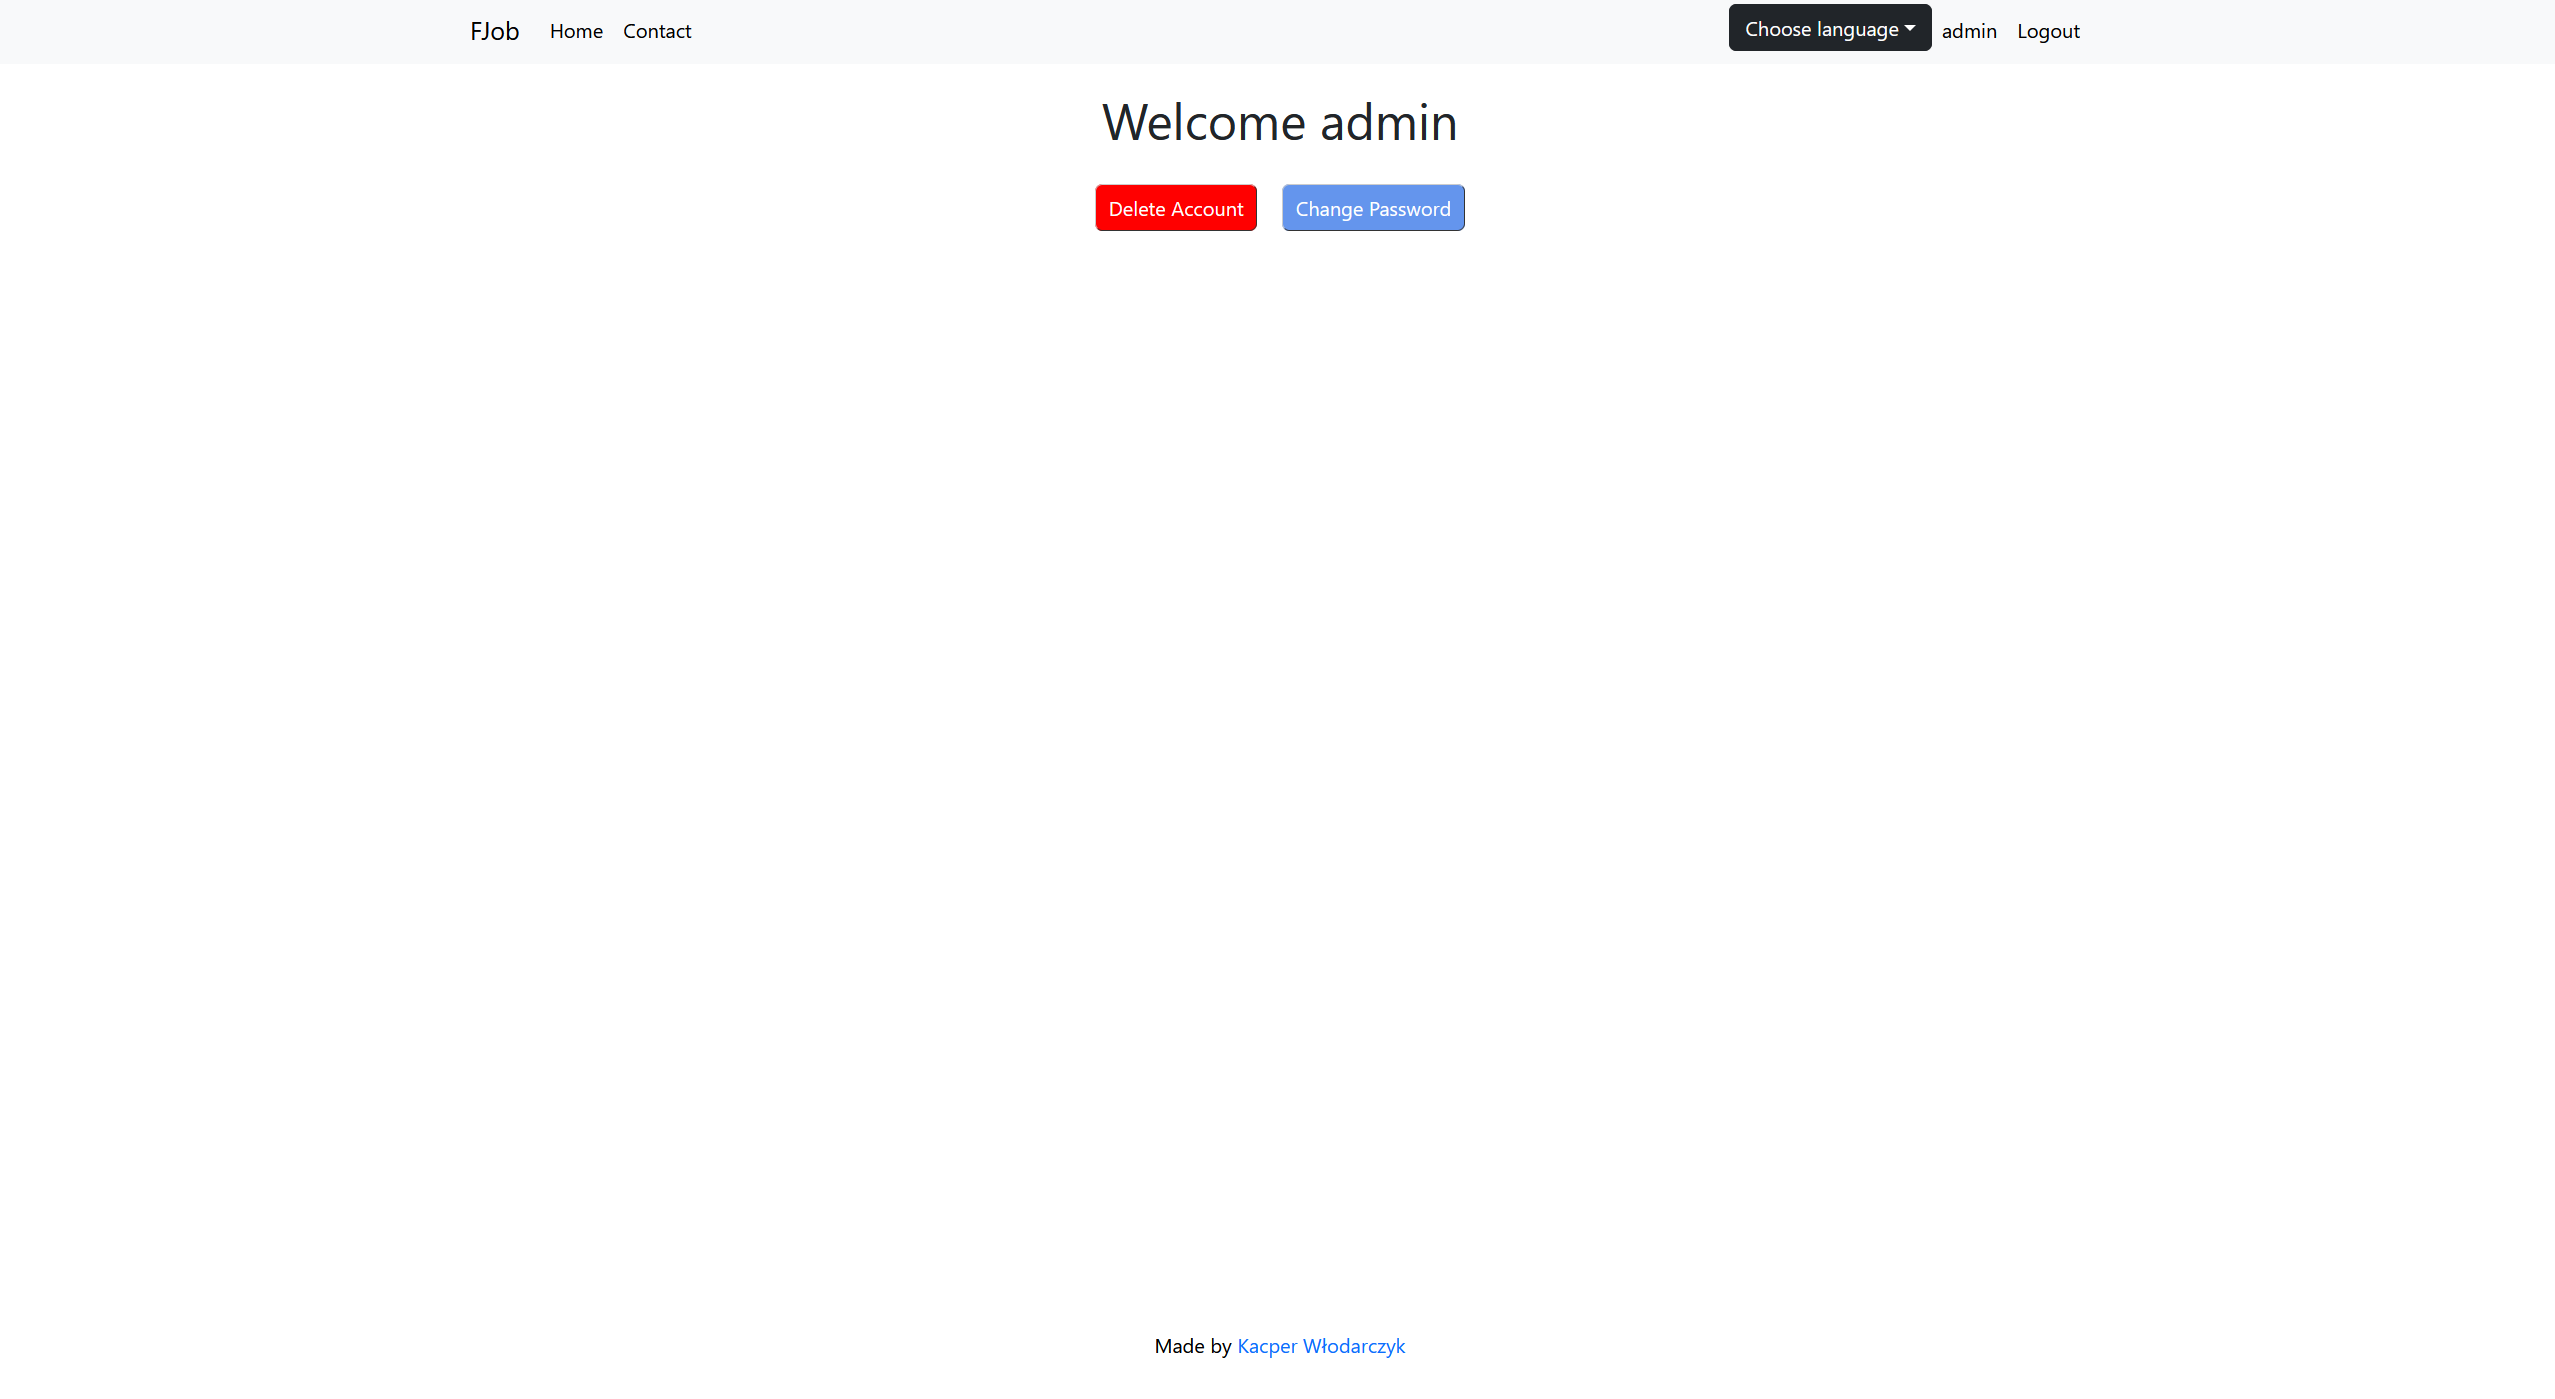 FJob Home Contact Choose language admin Logout
Welcome admin
Delete Account Change Password
Made by Kacper Włodarczyk